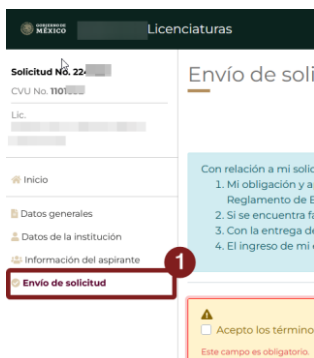 GOBIERNO DE MÉXICO
Licenciaturas
Solicitud No. 22
CVU No. 1101
Lic.
Inicio
Datos generales
Datos de la institución
Información del aspirante
1
Envío de solicitud
Envío de soli
Con relación a mi solic
1. Mi obligación y a
Reglamento de
2. Si se encuentra fa
3. Con la entrega de
4. El ingreso de mi
Acepto los término
Este campo es obligatorio.